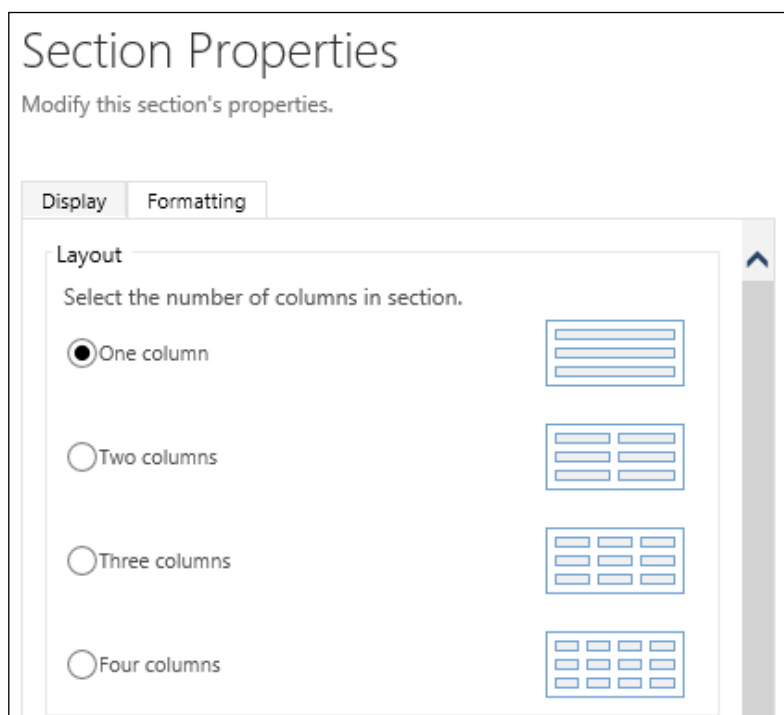 Section Properties
Modify this section's properties.
Display Formatting
Layout
Select the number of columns in section.
One column
Two columns
Three columns
Four columns